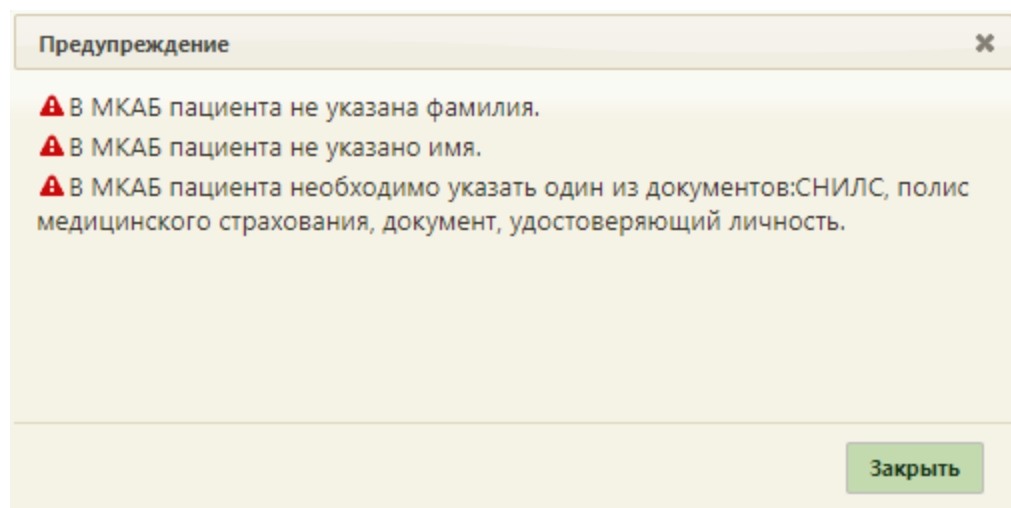 Предупреждение
В МКАБ пациента не указана фамилия.
В МКАБ пациента не указано имя.
В МКАБ пациента необходимо указать один из документов:СНИЛС, полис
медицинского страхования, документ, удостоверяющий личность.
Закрыть